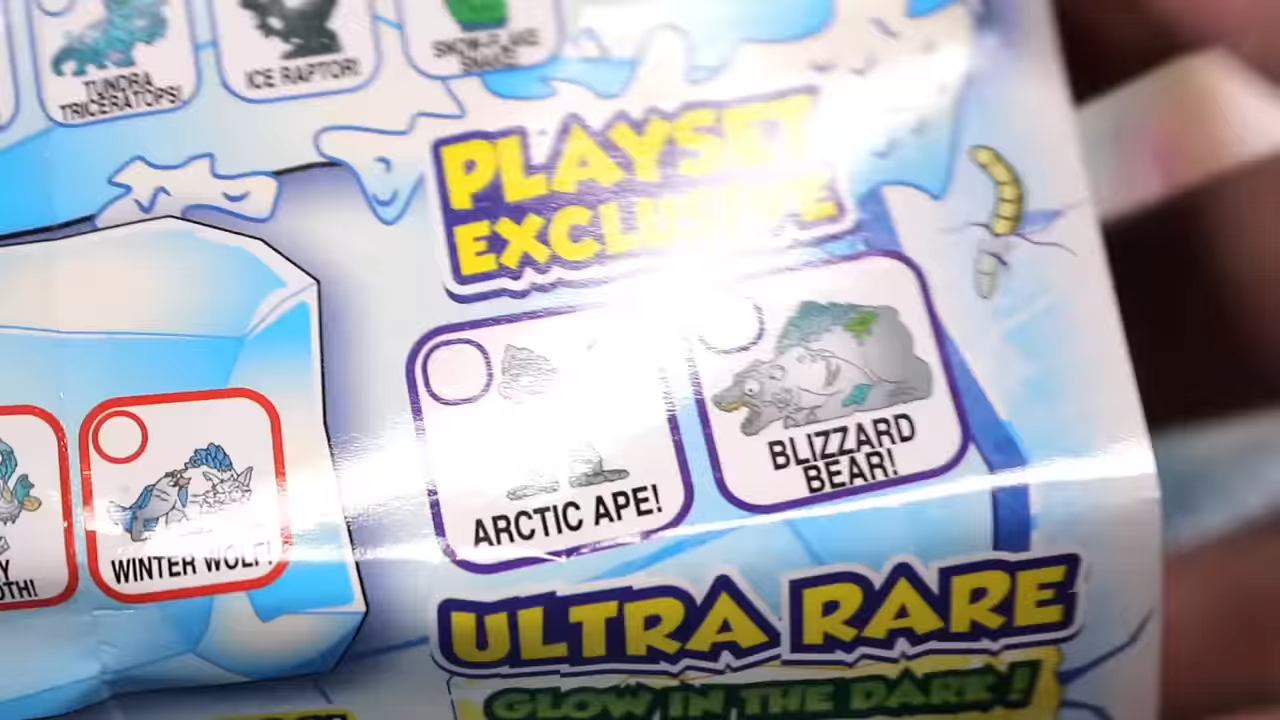 TUNDRA
TRICERATOPS!
ICE RAPTOR!
PLAYSET
EXCLUSIVE
ARCTIC APE!
BLIZZARD
BEAR!
WINTER WOLF!
ULTRA RARE
GLOW IN THE DARK!